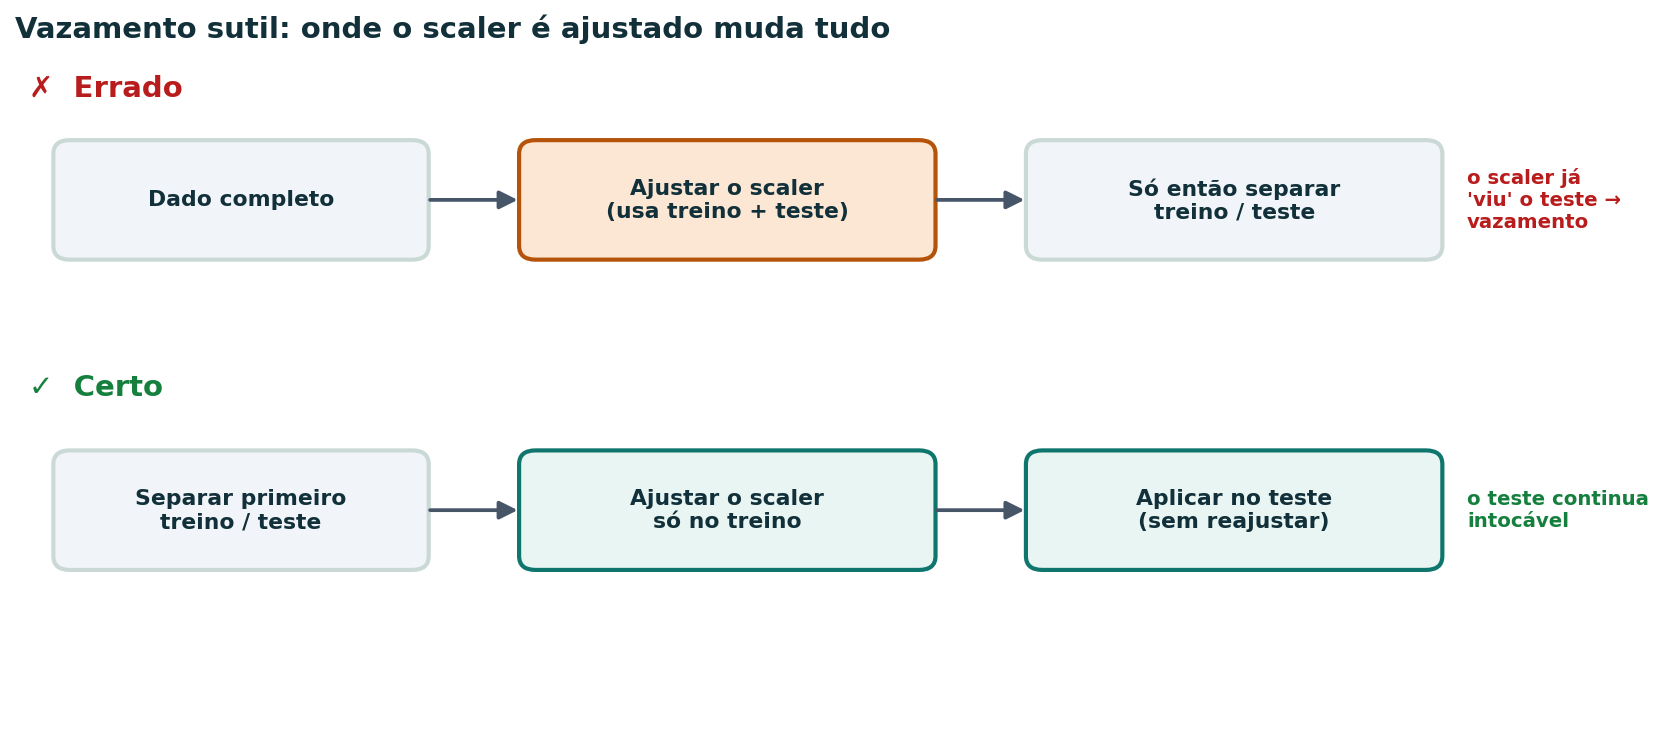 Vazamento sutil: onde o scaler é ajustado muda tudo
✗ Errado
Dado completo
Ajustar o scaler
(usa treino + teste)
Só então separar
treino / teste
o scaler já
'viu' o teste →
vazamento
✓ Certo
Separar primeiro
treino / teste
Ajustar o scaler
só no treino
Aplicar no teste
(sem reajustar)
o teste continua
intocável